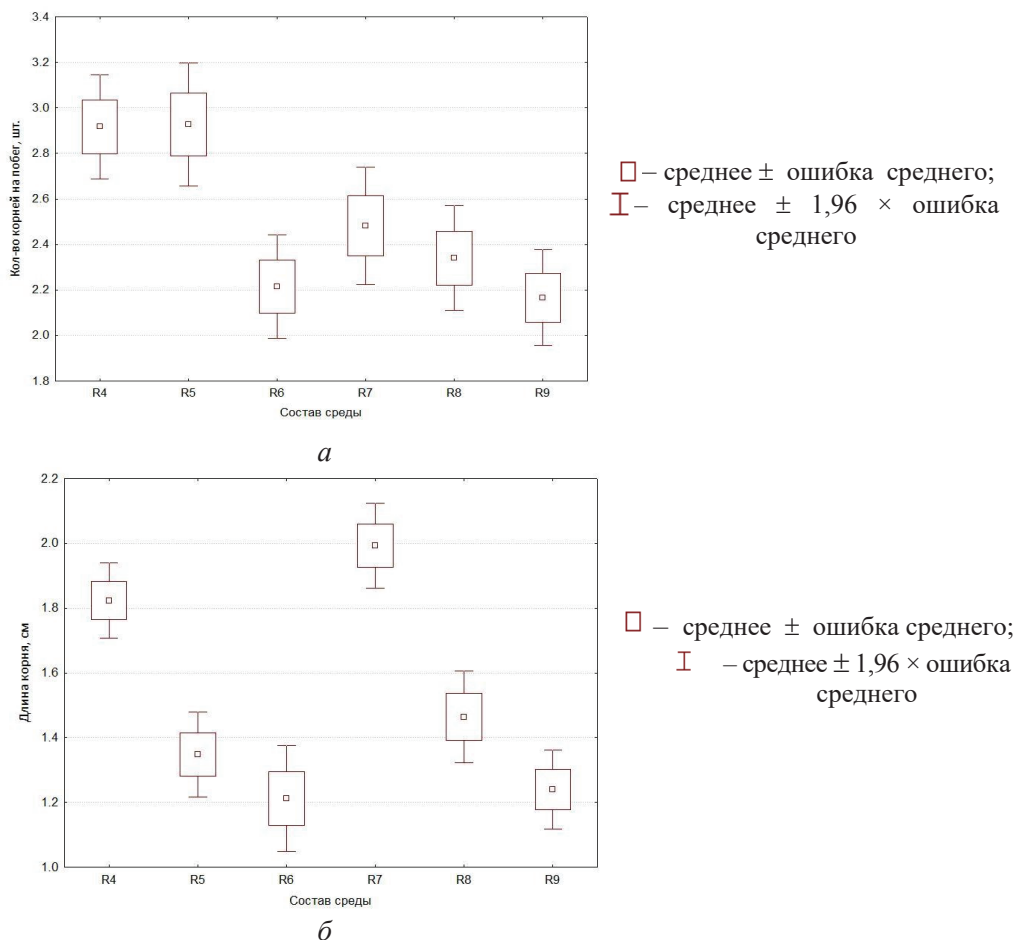 3.4
3.2
3.0
2.8
2.6
2.4
2.2
2.0
1.8
Кол-во корней на побег, шт.
R4 R5 R6 R7 R8 R9
Состав среды
– среднее ± ошибка среднего;
– среднее ± 1,96 × ошибка
среднего
а
2.2
2.0
1.8
1.6
1.4
1.2
1.0
Длина корня, см
R4 R5 R6 R7 R8 R9
Состав среды
– среднее ± ошибка среднего;
– среднее ± 1,96 × ошибка
среднего
б